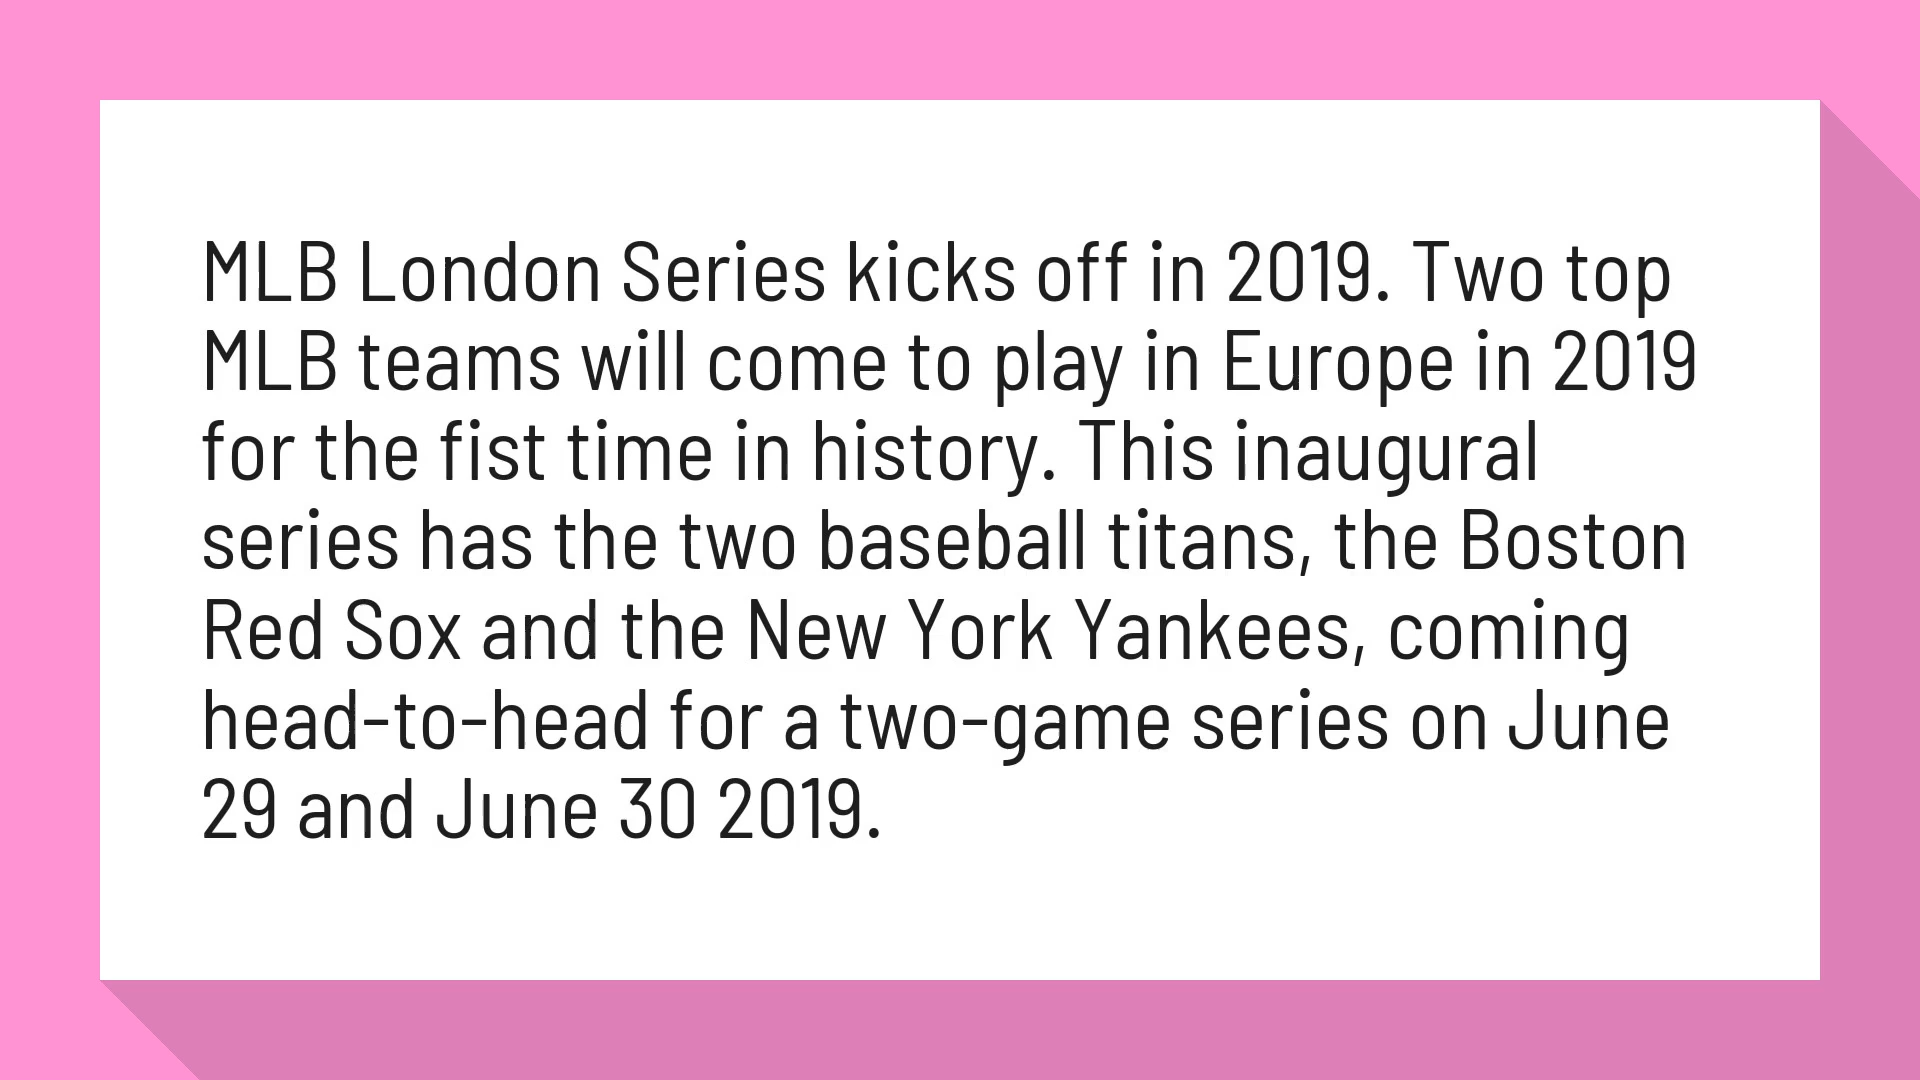 MLB London Series kicks off in 2019. Two top
MLB teams will come to play in Europe in 2019
for the fist time in history. This inaugural
series has the two baseball titans, the Boston
Red Sox and the New York Yankees, coming
head-to-head for a two-game series on June
29 and June 30 2019.